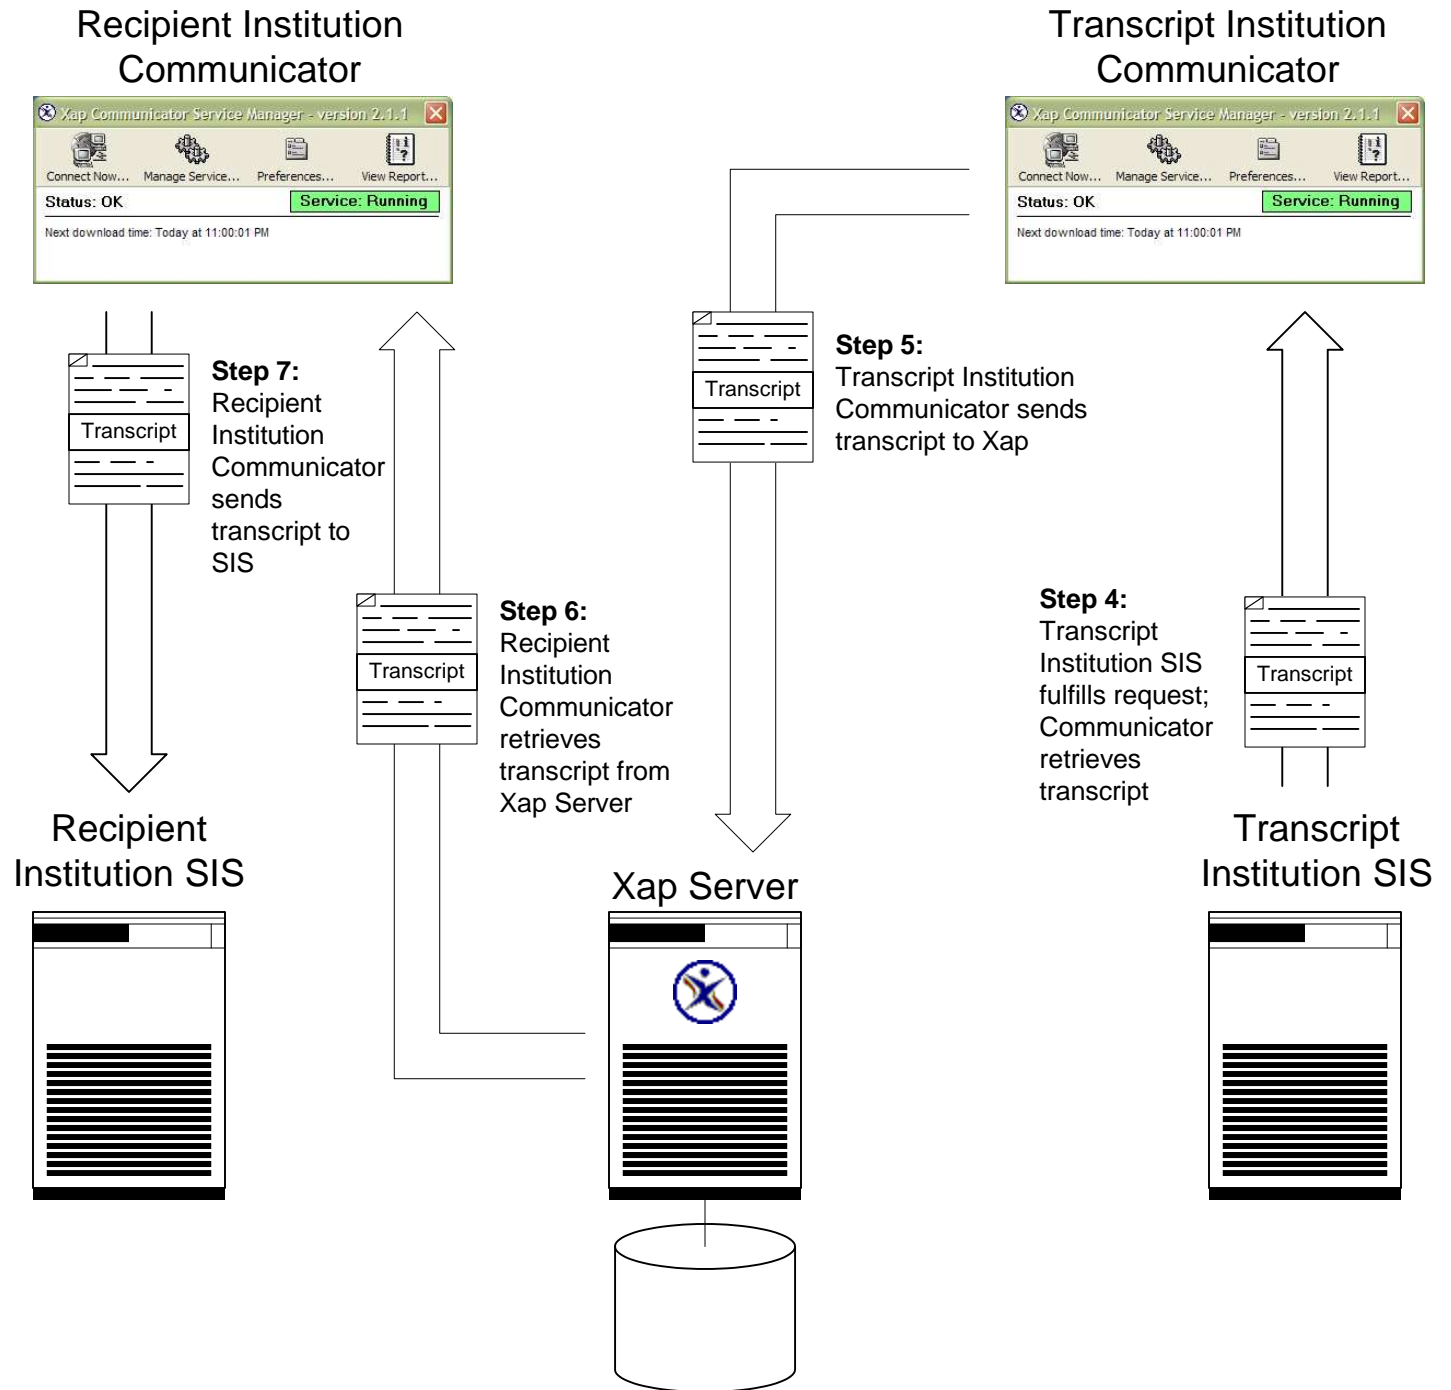 Recipient Institution
Communicator
Transcript Institution
Communicator
Xap Communicator Service Manager - version 2.1.1
Connect Now... Manage Service... Preferences... View Report...
Status: OK Service: Running
Next download time: Today at 11:00:01 PM
Xap Communicator Service Manager - version 2.1.1
Connect Now... Manage Service... Preferences... View Report...
Status: OK Service: Running
Next download time: Today at 11:00:01 PM
Transcript
Step 7:
Recipient
Institution
Communicator
sends
transcript to
SIS
Transcript
Step 5:
Transcript Institution
Communicator sends
transcript to Xap
Transcript
Step 6:
Recipient
Institution
Communicator
retrieves
transcript from
Xap Server
Step 4:
Transcript
Institution SIS
fulfills request;
Communicator
retrieves
transcript
Transcript
Recipient
Institution SIS
Xap Server
Transcript
Institution SIS